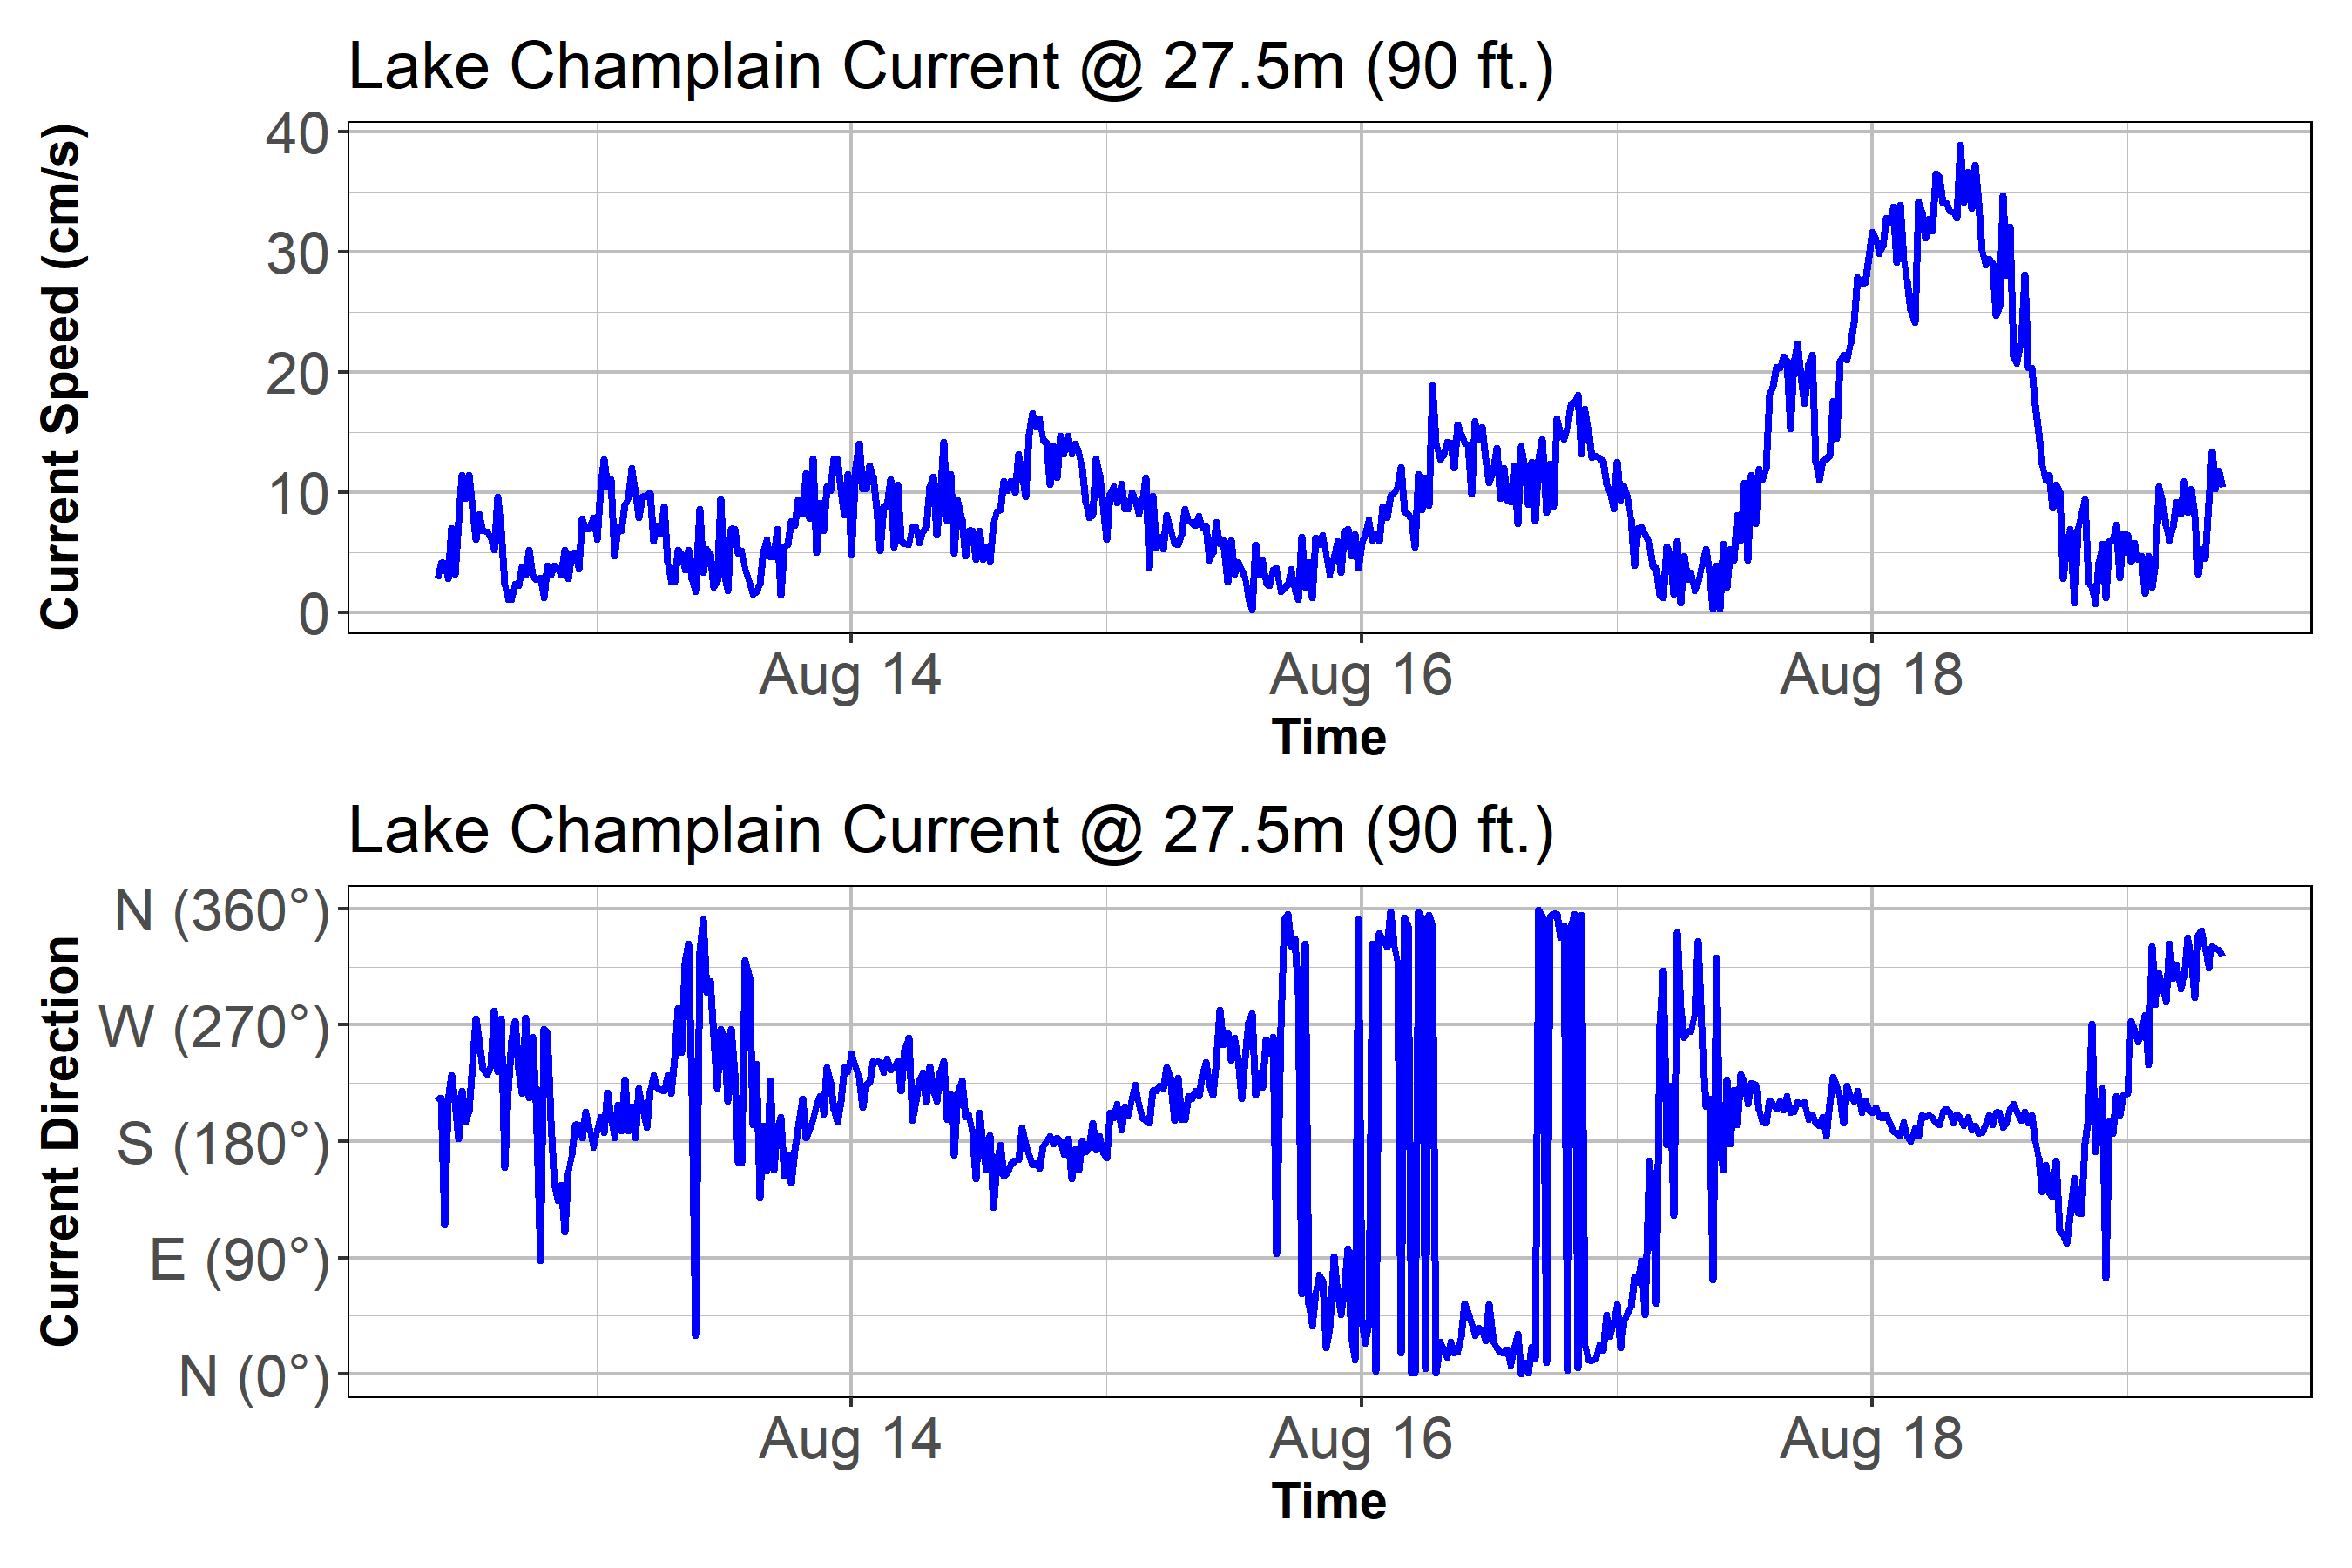 Lake Champlain Current @ 27.5m (90 ft.)
Current Speed (cm/s)
40
30
20
10
0
Aug 14 Aug 16 Aug 18
Time
Lake Champlain Current @ 27.5m (90 ft.)
Current Direction
N (360°)
W (270°)
S (180°)
E (90°)
N (0°)
Aug 14 Aug 16 Aug 18
Time